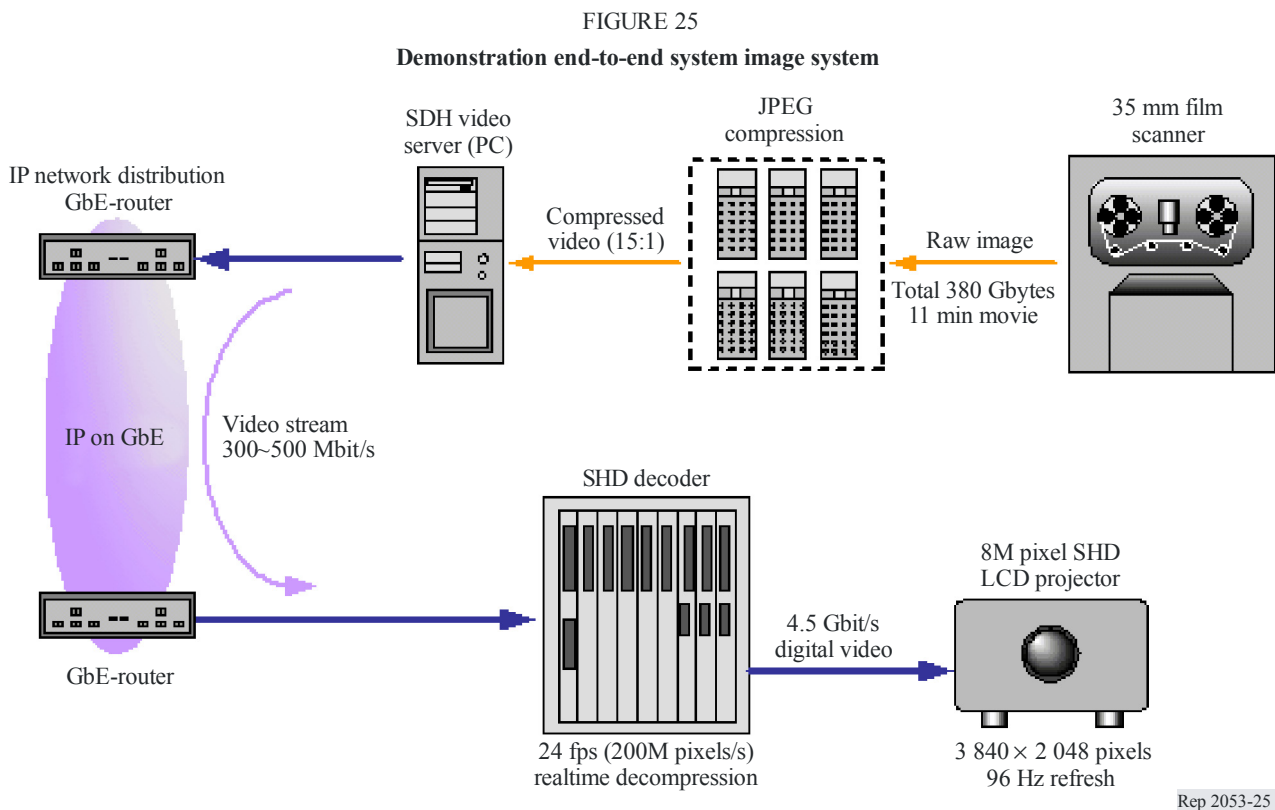 FIGURE 25
Demonstration end-to-end system image system
SDH video
server (PC)
JPEG
compression
35 mm film
scanner
IP network distribution
GbE-router
Compressed
video (15:1)
Raw image
Total 380 Gbytes
11 min movie
IP on GbE
Video stream
300~500 Mbit/s
SHD decoder
8M pixel SHD
LCD projector
4.5 Gbit/s
digital video
GbE-router
24 fps (200M pixels/s)
realtime decompression
3 840 × 2 048 pixels
96 Hz refresh
Rep 2053-25